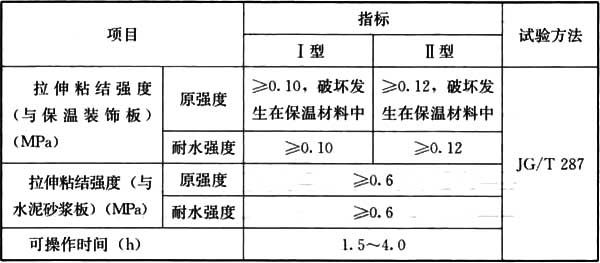 项目
指标
试验方法
Ⅰ型
Ⅱ型
拉伸粘结强度
(与保温装饰板)
(MPa)
原强度
≥0.10,破坏发
生在保温材料中
≥0.12,破坏发
生在保温材料中
耐水强度
≥0.10
≥0.12
JG/T 287
拉伸粘结强度(与
水泥砂浆板)(MPa)
原强度
≥0.6
耐水强度
≥0.6
可操作时间(h)
1.5~4.0